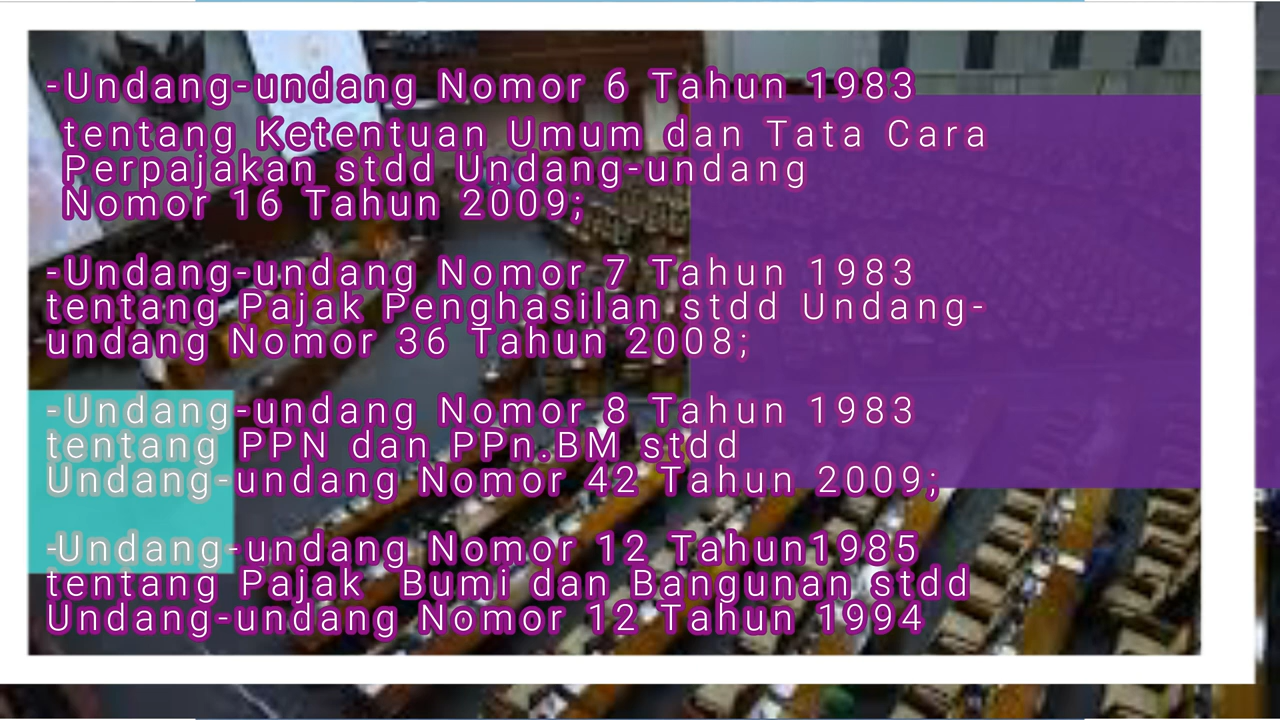 -Undang-undang Nomor 6 Tahun 1983
tentang Ketentuan Umum dan Tata Cara
Perpajakan stdd Undang-undang
Nomor 16 Tahun 2009;
-Undang-undang Nomor 7 Tahun 1983
tentang Pajak Penghasilan stdd Undang-
undang Nomor 36 Tahun 2008;
-Undang-undang Nomor 8 Tahun 1983
tentang PPN dan PPn.BM stdd
Undang-undang Nomor 42 Tahun 2009;
-Undang-undang Nomor 12 Tahun1985
tentang Pajak  Bumi dan Bangunan stdd
Undang-undang Nomor 12 Tahun 1994